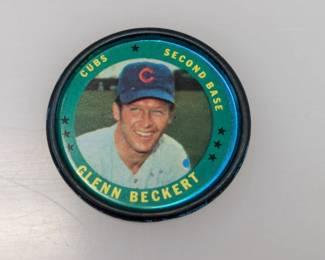 CUBS ★ SECOND BASE
C
GLENN BECKERT